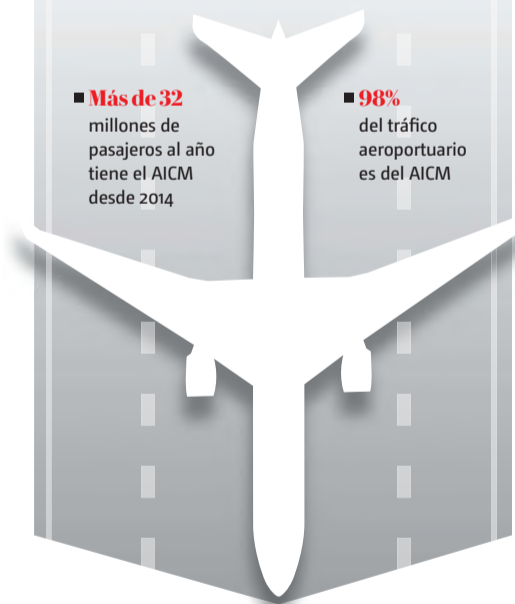 Más de 32
millones de
pasajeros al año
tiene el AICM
desde 2014
98%
del tráfico
aeroportuario
es del AICM